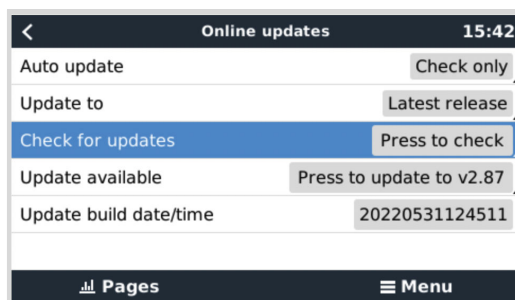 Online updates 15:42
Auto update Check only
Update to Latest release
Check for updates Press to check
Update available Press to update to v2.87
Update build date/time 20220531124511
Pages Menu